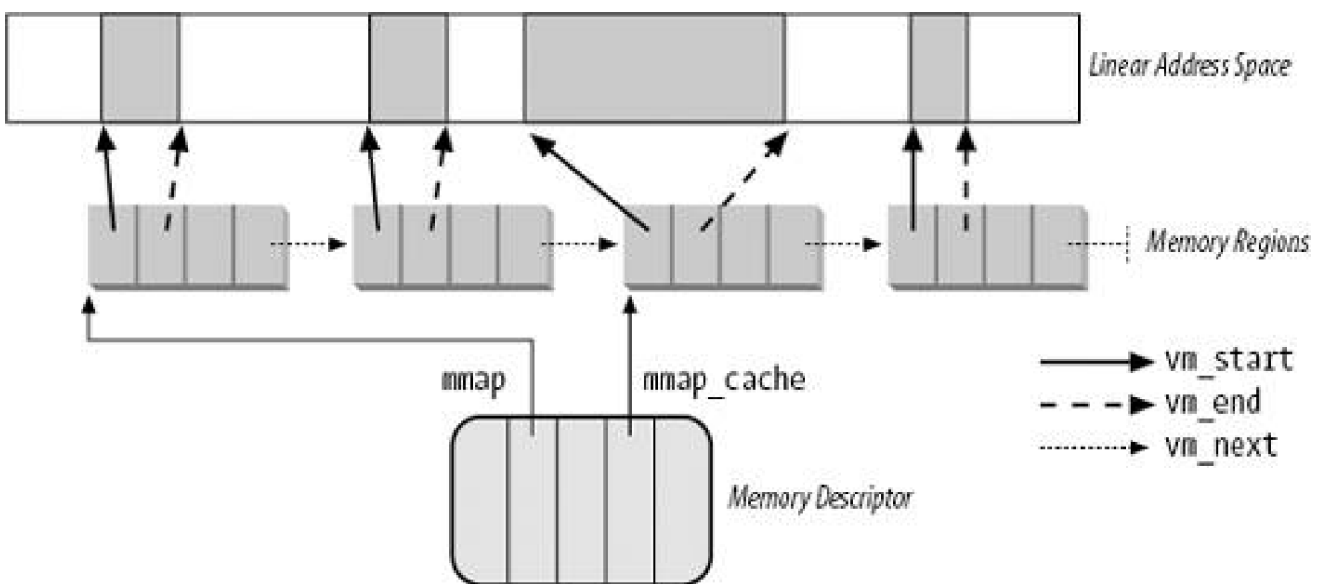 Linear Address Space
Memory Regions
mmap
mmap_cache
vm_start
vm_end
vm_next
Memory Descriptor